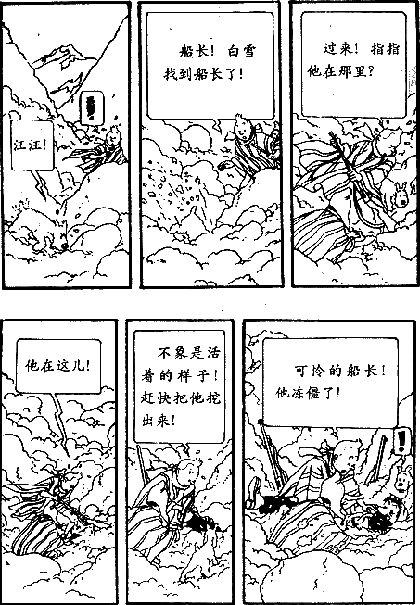 江江!
!
船长! 白雪
找到船长了!
过来! 指指
他在那里?
他在这儿!
不象是活
着的样子!
赶快把他挖
出来!
可怜的船长!
他冻僵了!
!